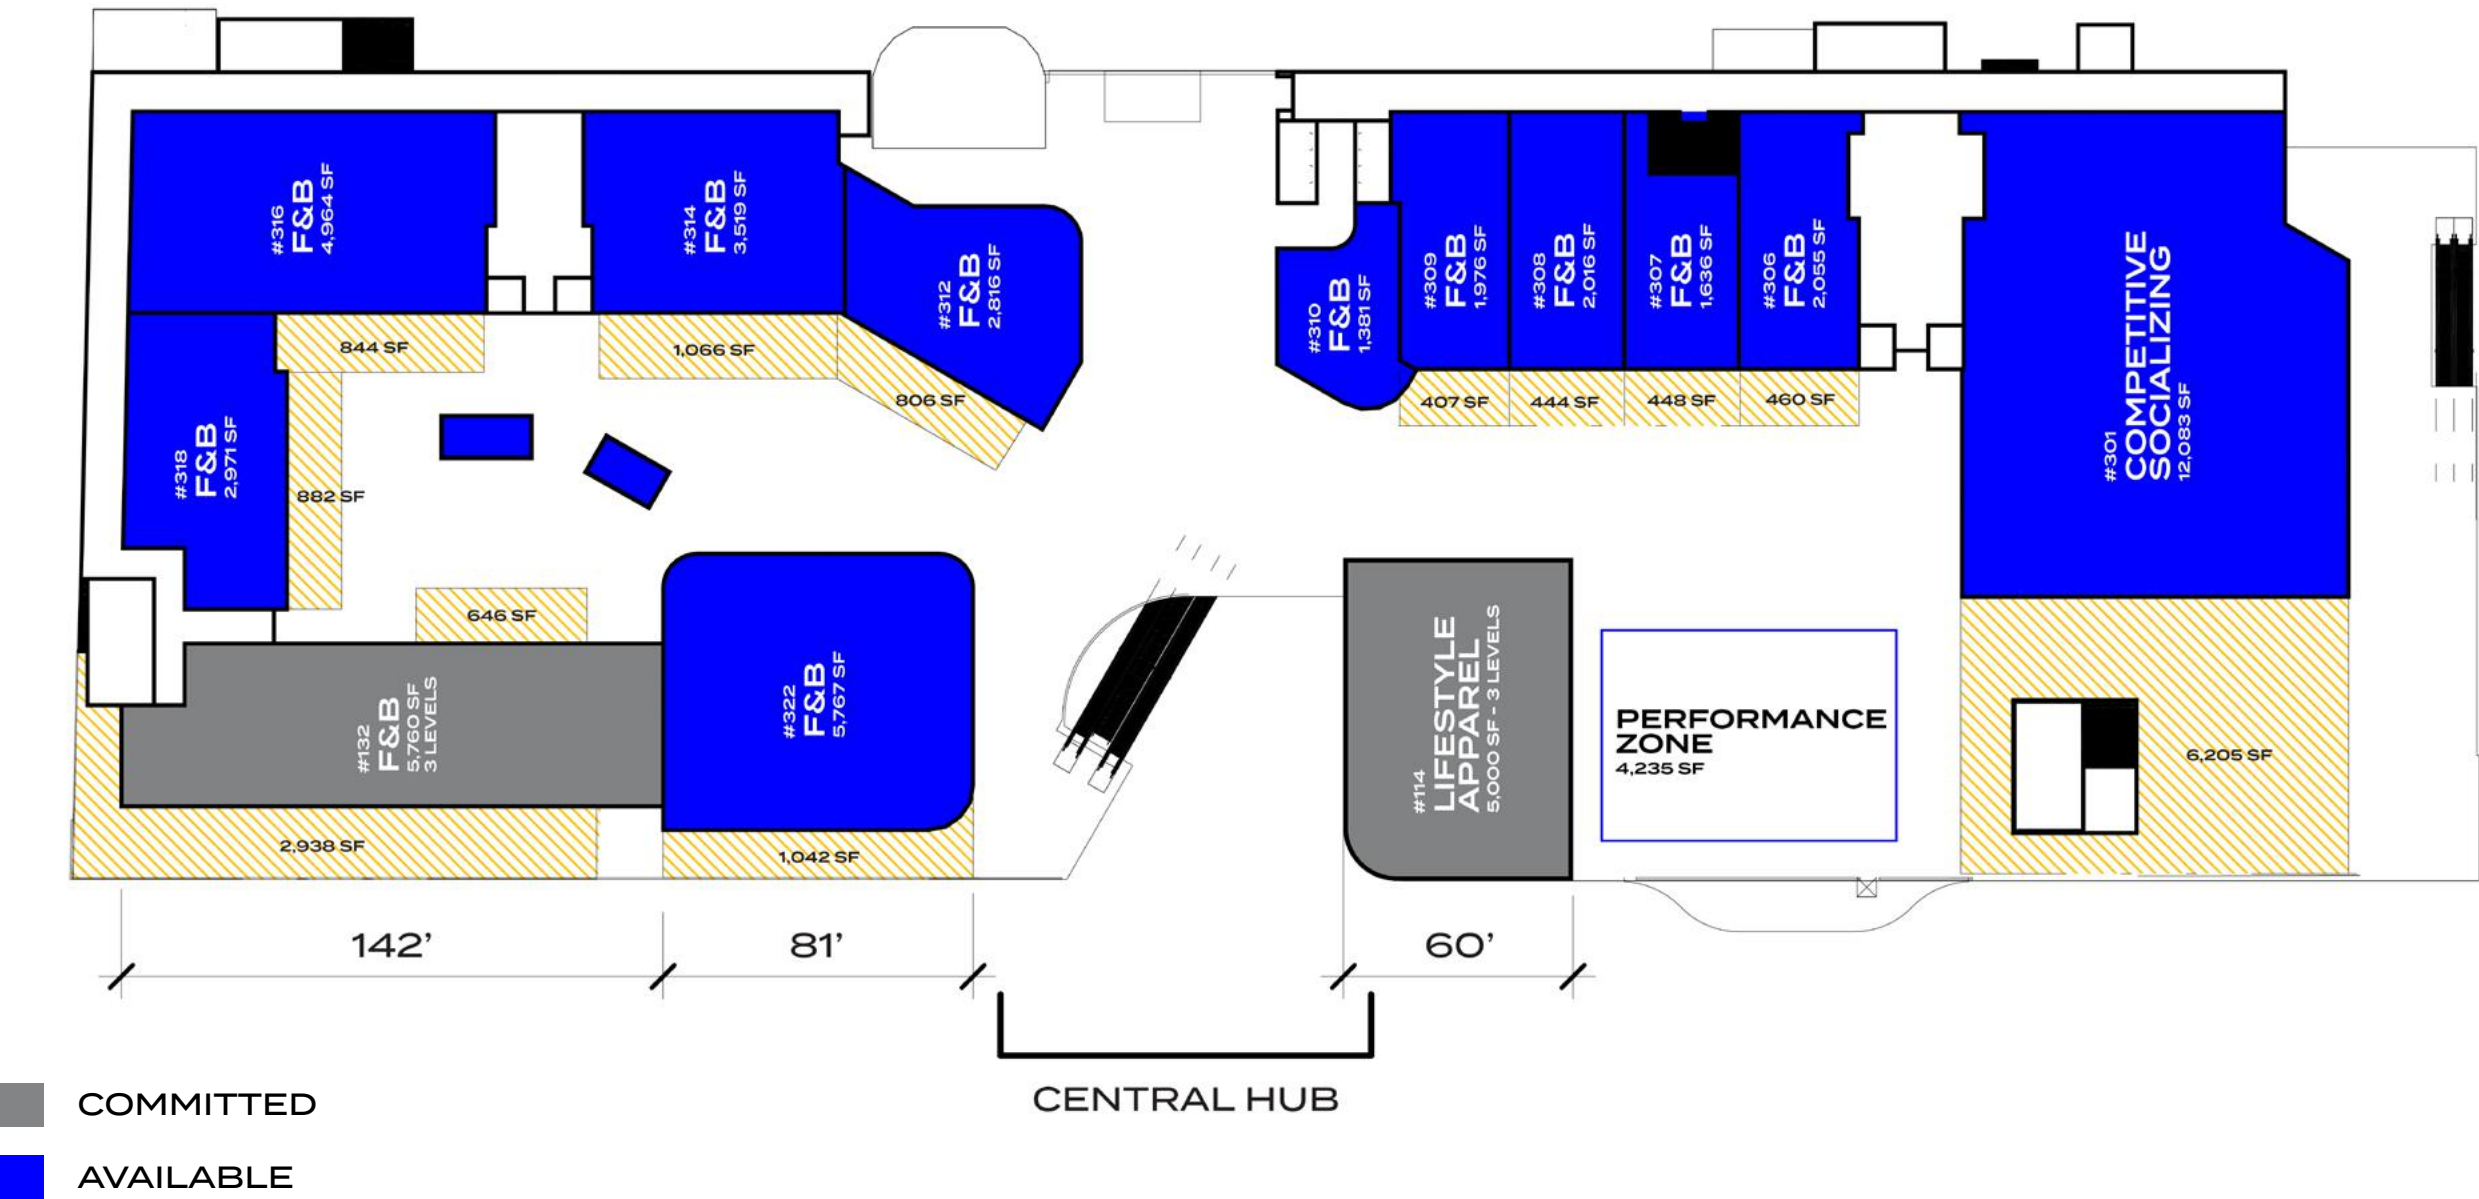 #316
F&B
4,964 SF
#314
F&B
3,519 SF
#312
F&B
2,816 SF
#310
F&B
1,381 SF
#309
F&B
1,976 SF
#308
F&B
2,016 SF
#307
F&B
1,636 SF
#306
F&B
2,055 SF
#301
COMPETITIVE
SOCIALIZING
12,083 SF
844 SF
1,066 SF
806 SF
407 SF
444 SF
448 SF
460 SF
#318
F&B
2,971 SF
882 SF
646 SF
#132
F&B
5,760 SF
3 LEVELS
#322
F&B
5,767 SF
#114
LIFESTYLE
APPAREL
5,000 SF - 3 LEVELS
PERFORMANCE
ZONE
4,235 SF
6,205 SF
2,938 SF
1,042 SF
142’
81’
60’
CENTRAL HUB
COMMITTED
AVAILABLE